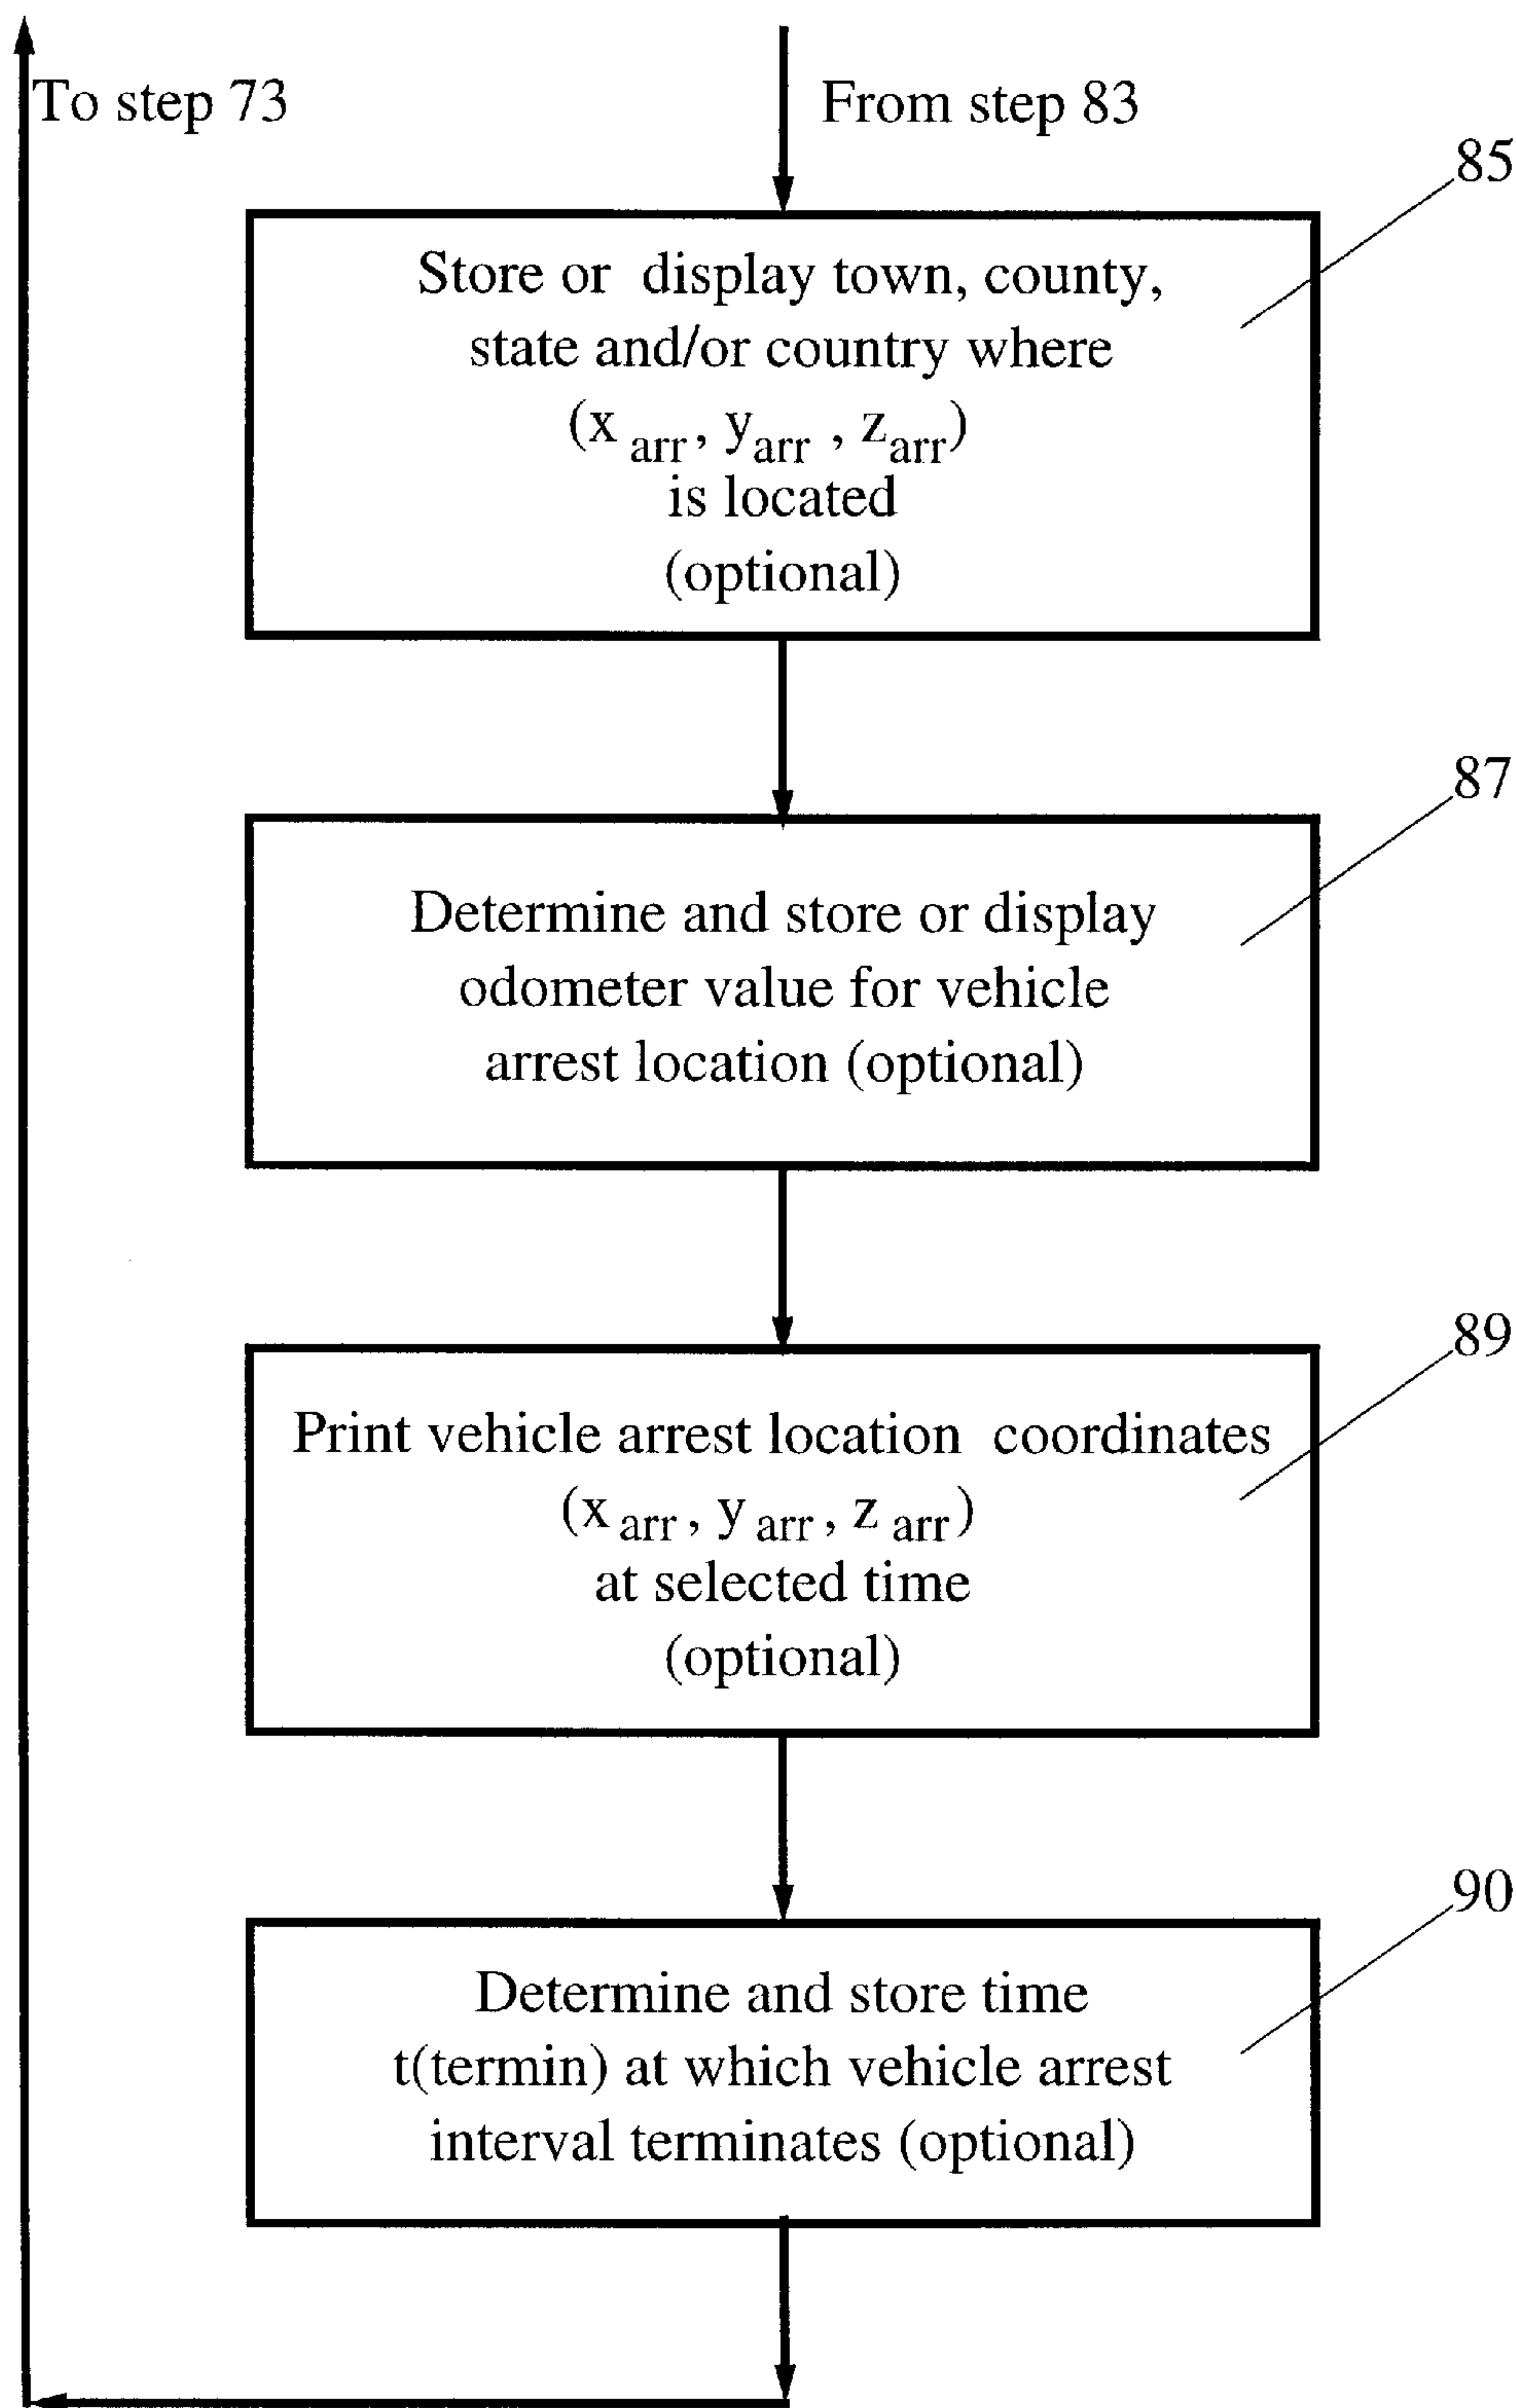 To step 73
From step 83
85
Store or display town, county,
state and/or country where
(x arr, yarr , zarr)
is located
(optional)
87
Determine and store or display
odometer value for vehicle
arrest location (optional)
89
Print vehicle arrest location coordinates
(x arr, y arr, z arr)
at selected time
(optional)
90
Determine and store time
t(termin) at which vehicle arrest
interval terminates (optional)